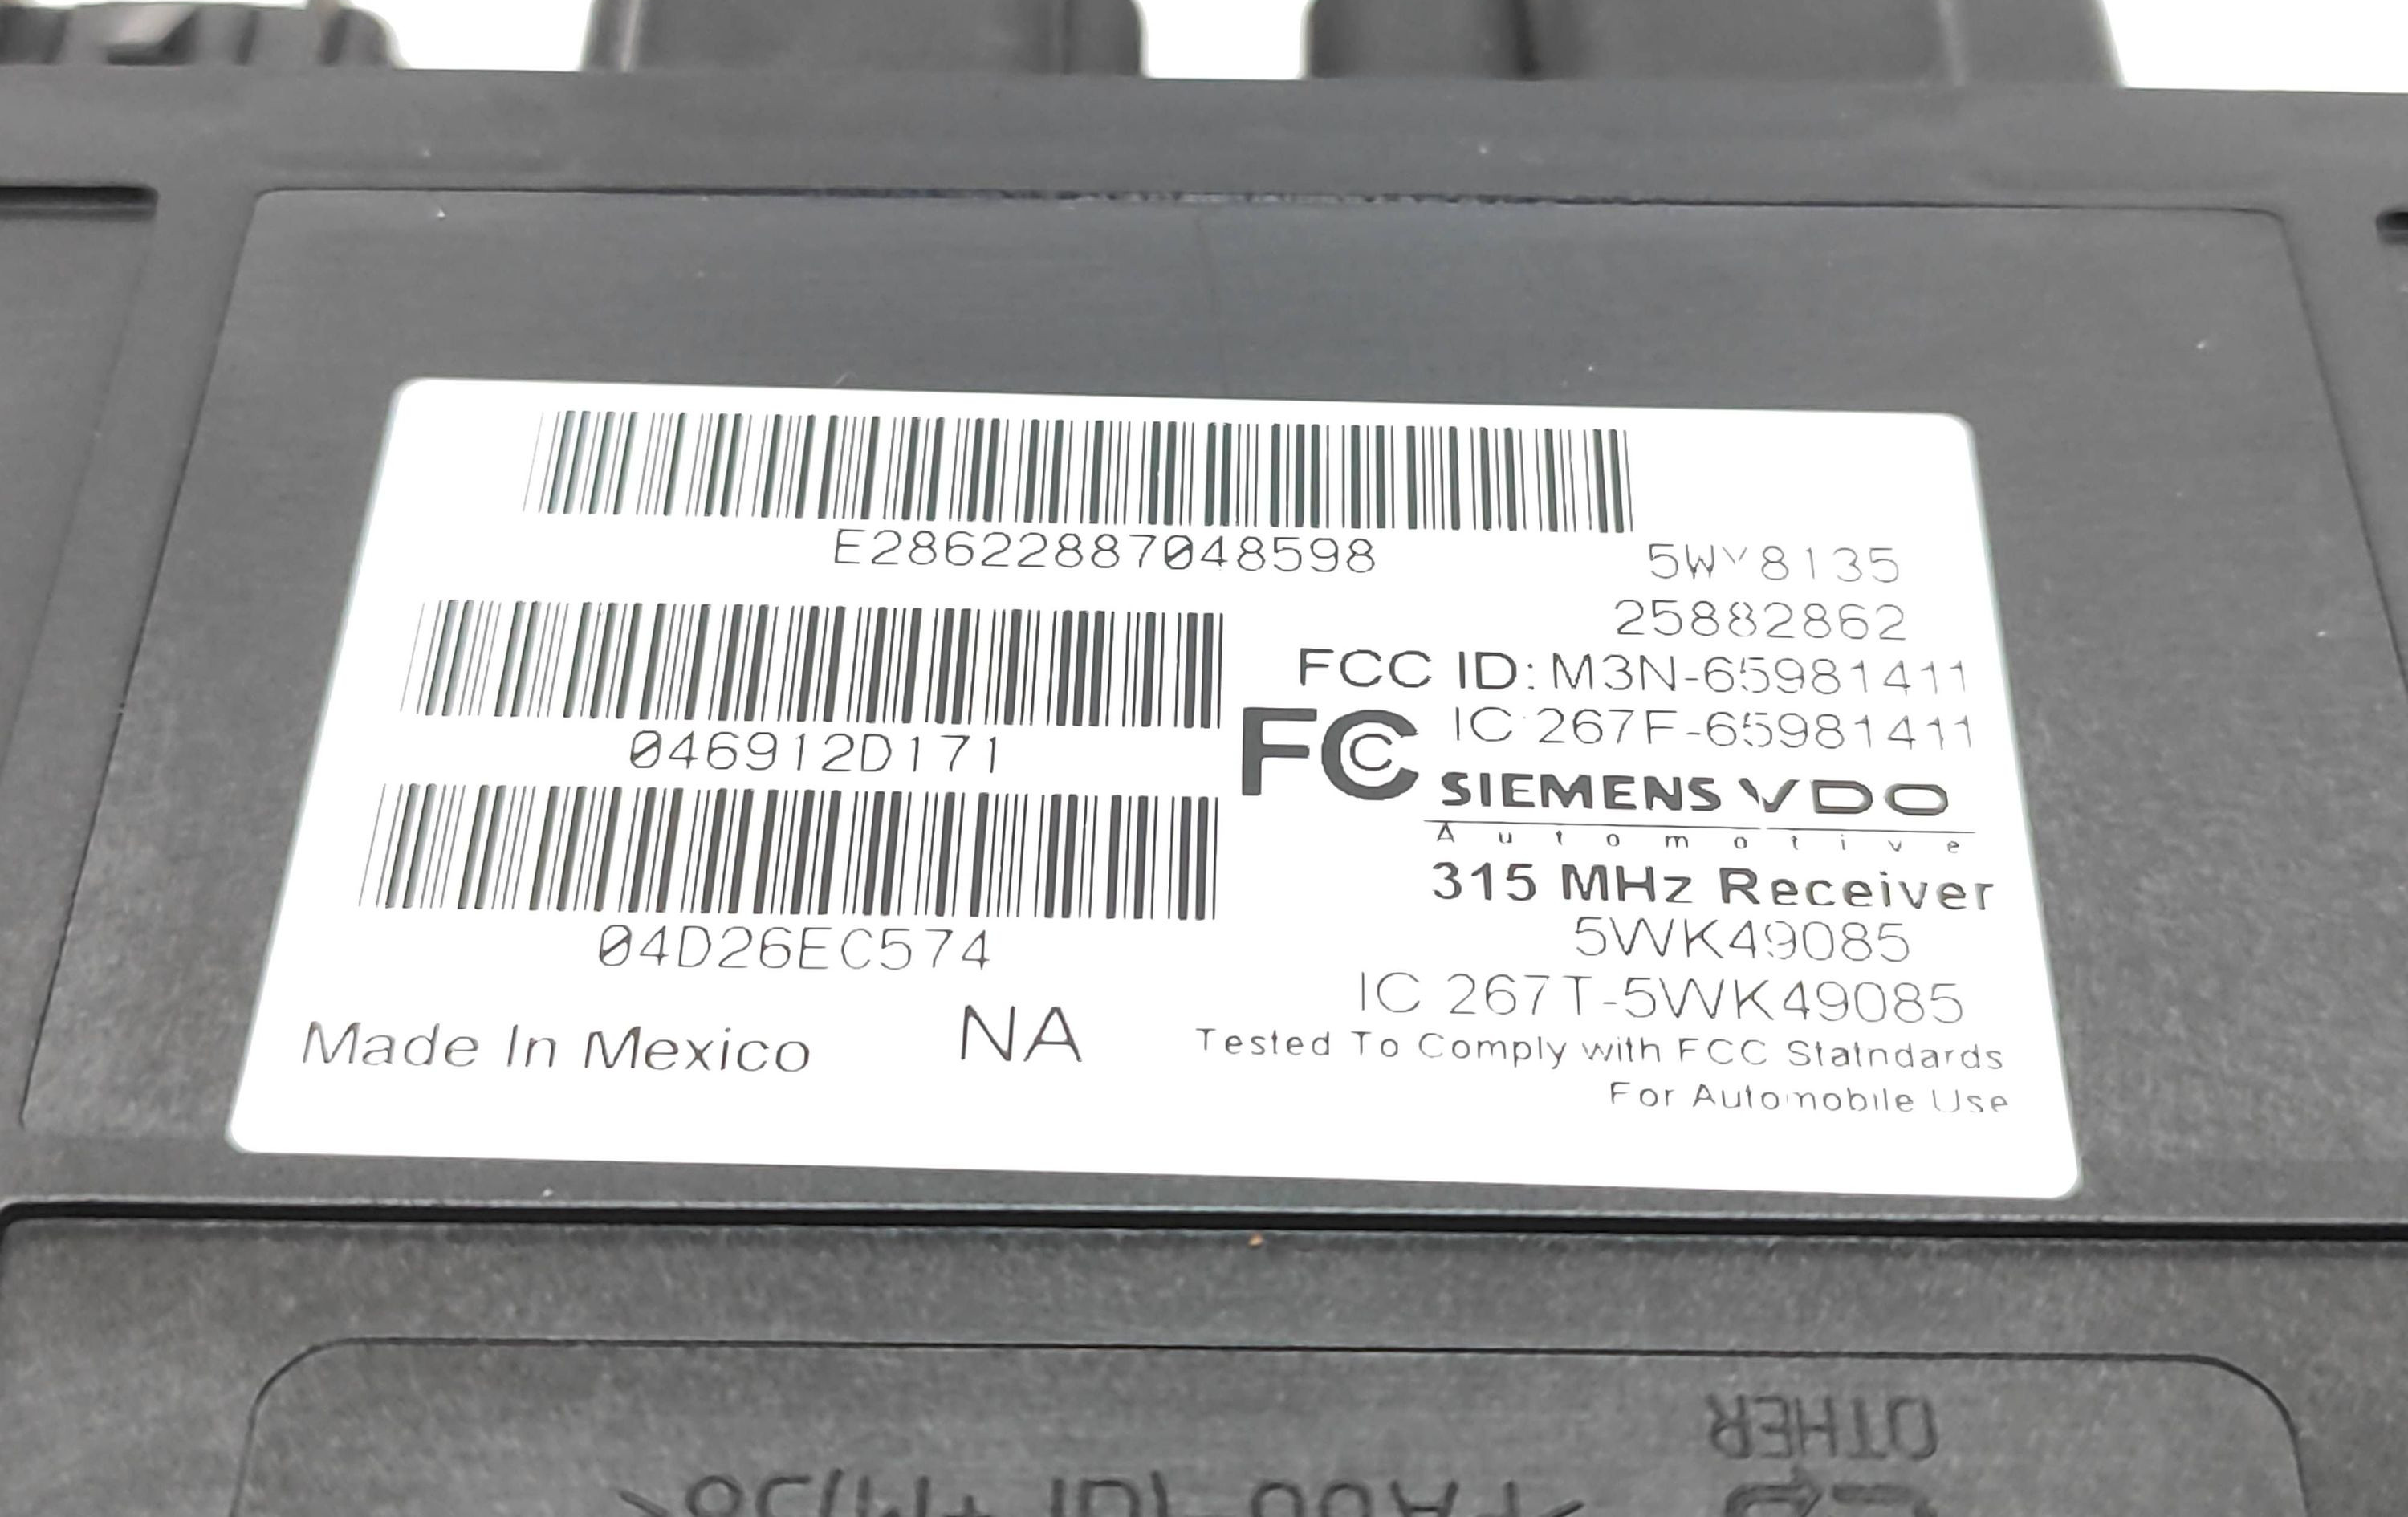 E28622887048598
5WY8135
25882862
FCC ID: M3N-65981411
IC 267F-65981411
046912D171
FCC
SIEMENS VDO
Automotive
315 MHz Receiver
5WK49085
04D26EC574
IC 267T-5WK49085
Made In Mexico
NA
Tested To Comply with FCC Statndards
For Automobile Use
OTHER